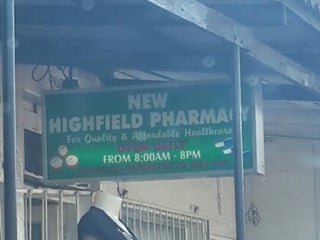 NEW
HIGHFIELD PHARMACY
For Quality & Affordable Healthcare
OPEN DAILY
FROM 8:00AM - 8PM